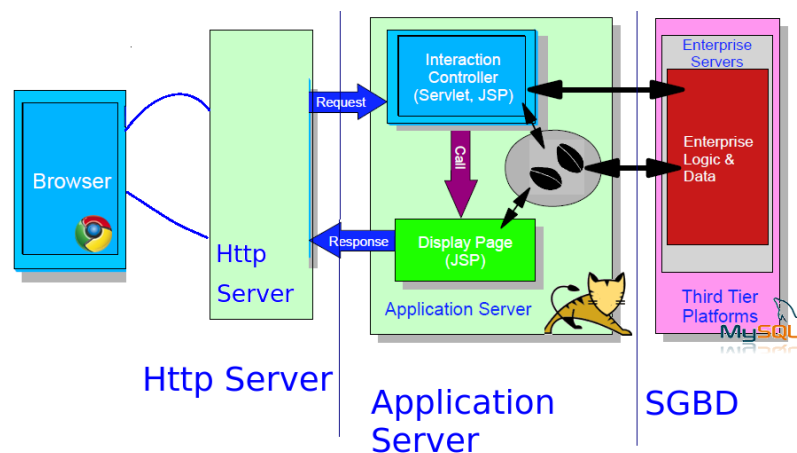 Browser
Http
Server
Request
Response
Interaction
Controller
(Servlet, JSP)
Call
Display Page
(JSP)
Application Server
Enterprise
Servers
Enterprise
Logic &
Data
Third Tier
Platforms
MySQL
Http Server
Application
Server
SGBD